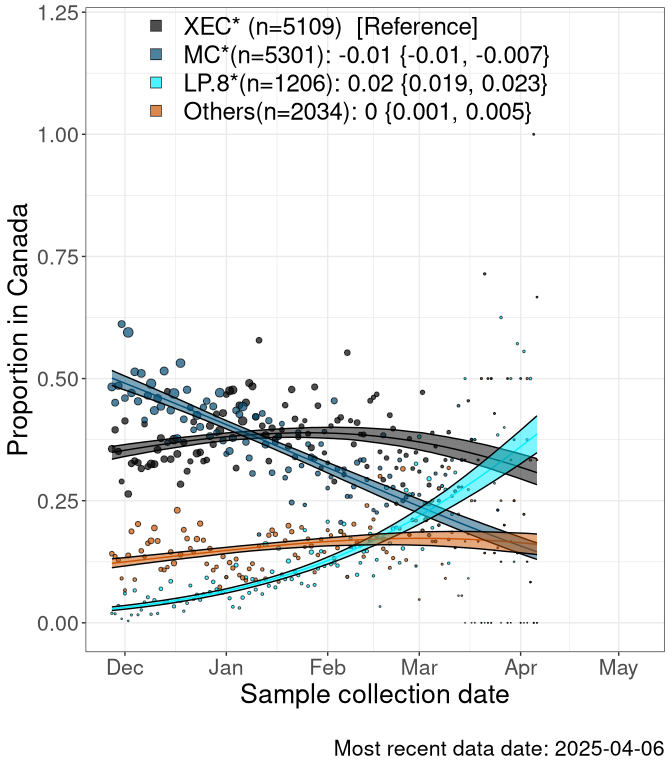 XEC* (n=5109) [Reference]
MC*(n=5301): -0.01 {-0.01, -0.007}
LP.8*(n=1206): 0.02 {0.019, 0.023}
Others(n=2034): 0 {0.001, 0.005}
Proportion in Canada
1.25
1.00
0.75
0.50
0.25
0.00
Dec Jan Feb Mar Apr May
Sample collection date
Most recent data date: 2025-04-06